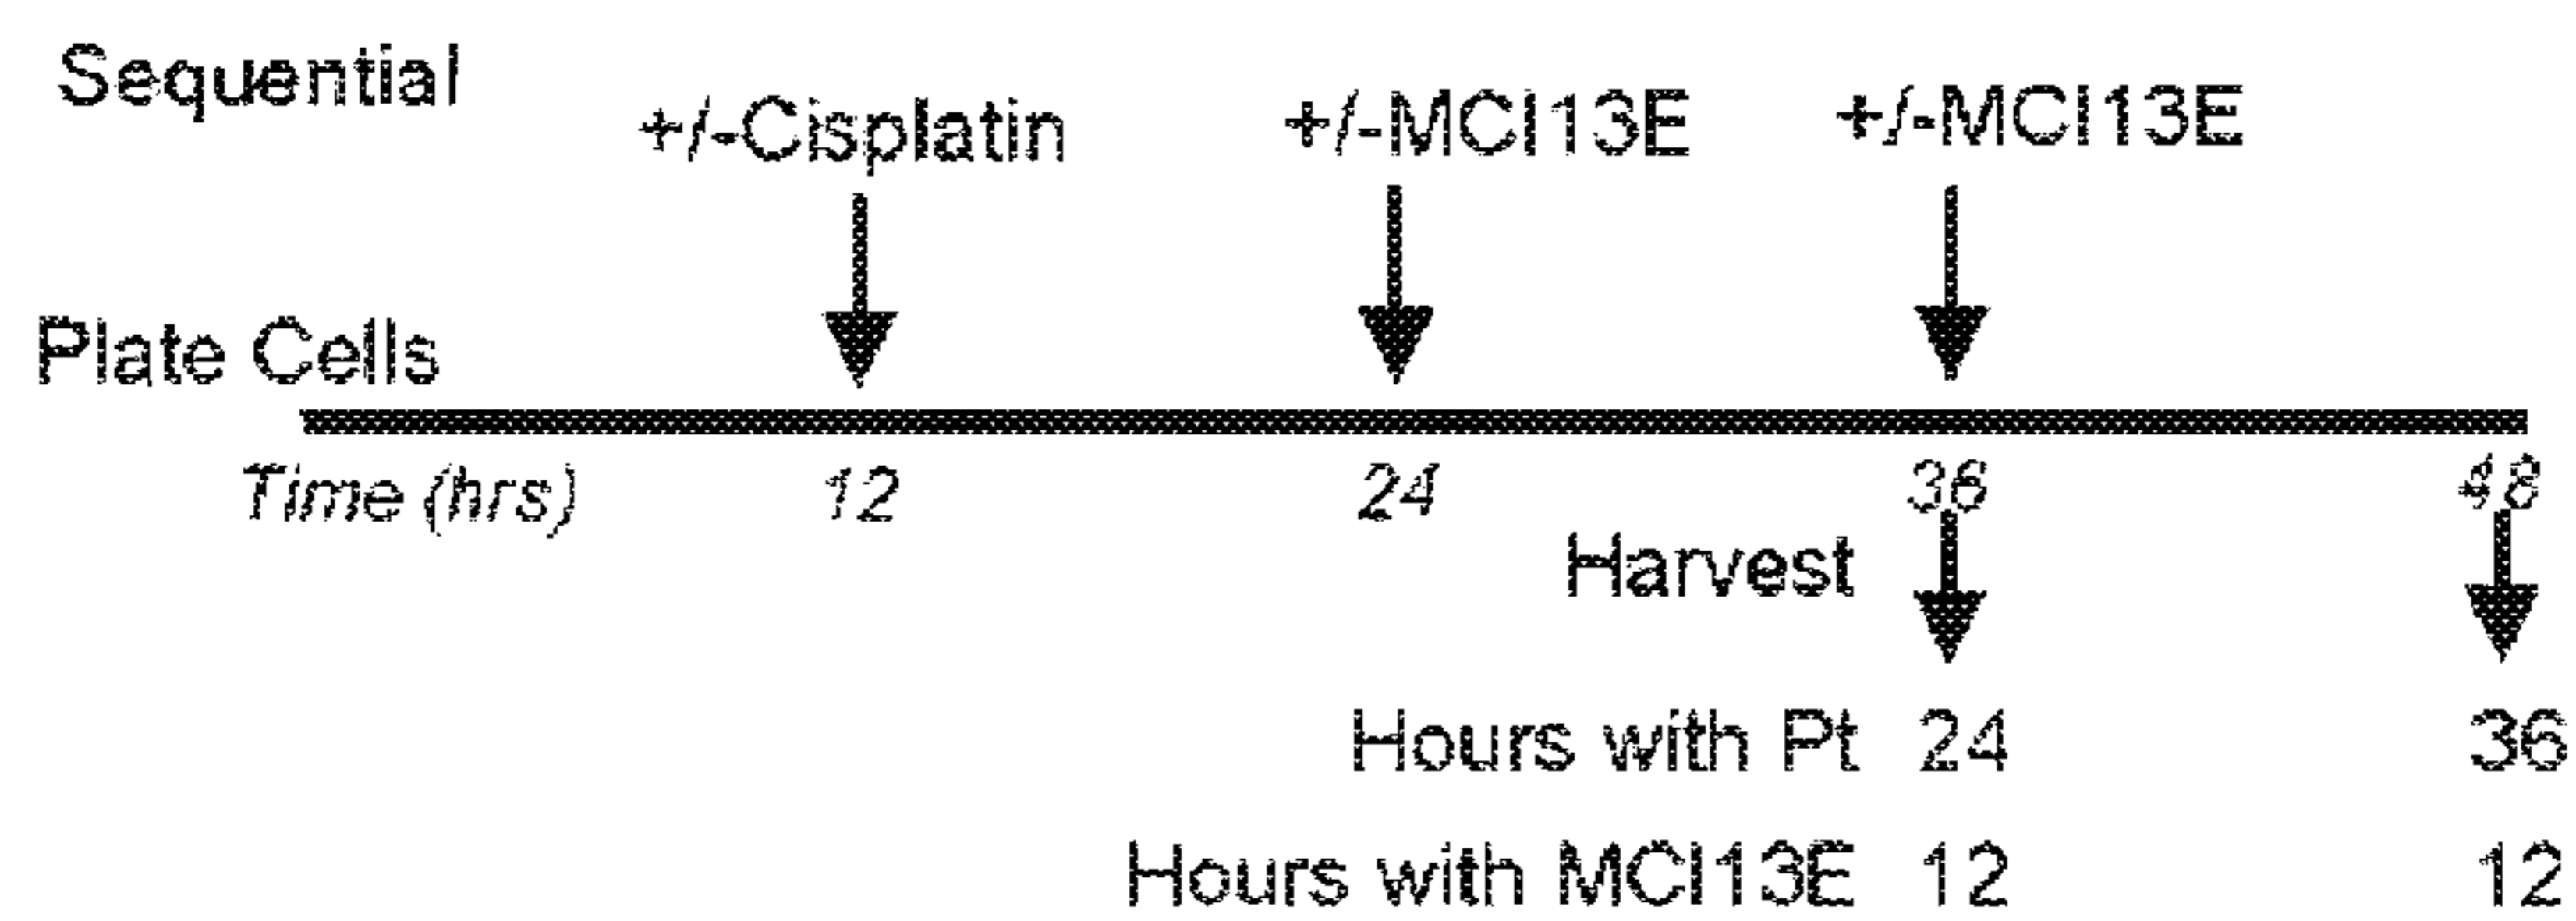 Sequential
+/-Cisplatin +/-MCI13E +/-MCI13E
Plate Cells
Time (hrs) 12 24 36 48
Harvest
Hours with Pt 24 36
Hours with MCI13E 12 12